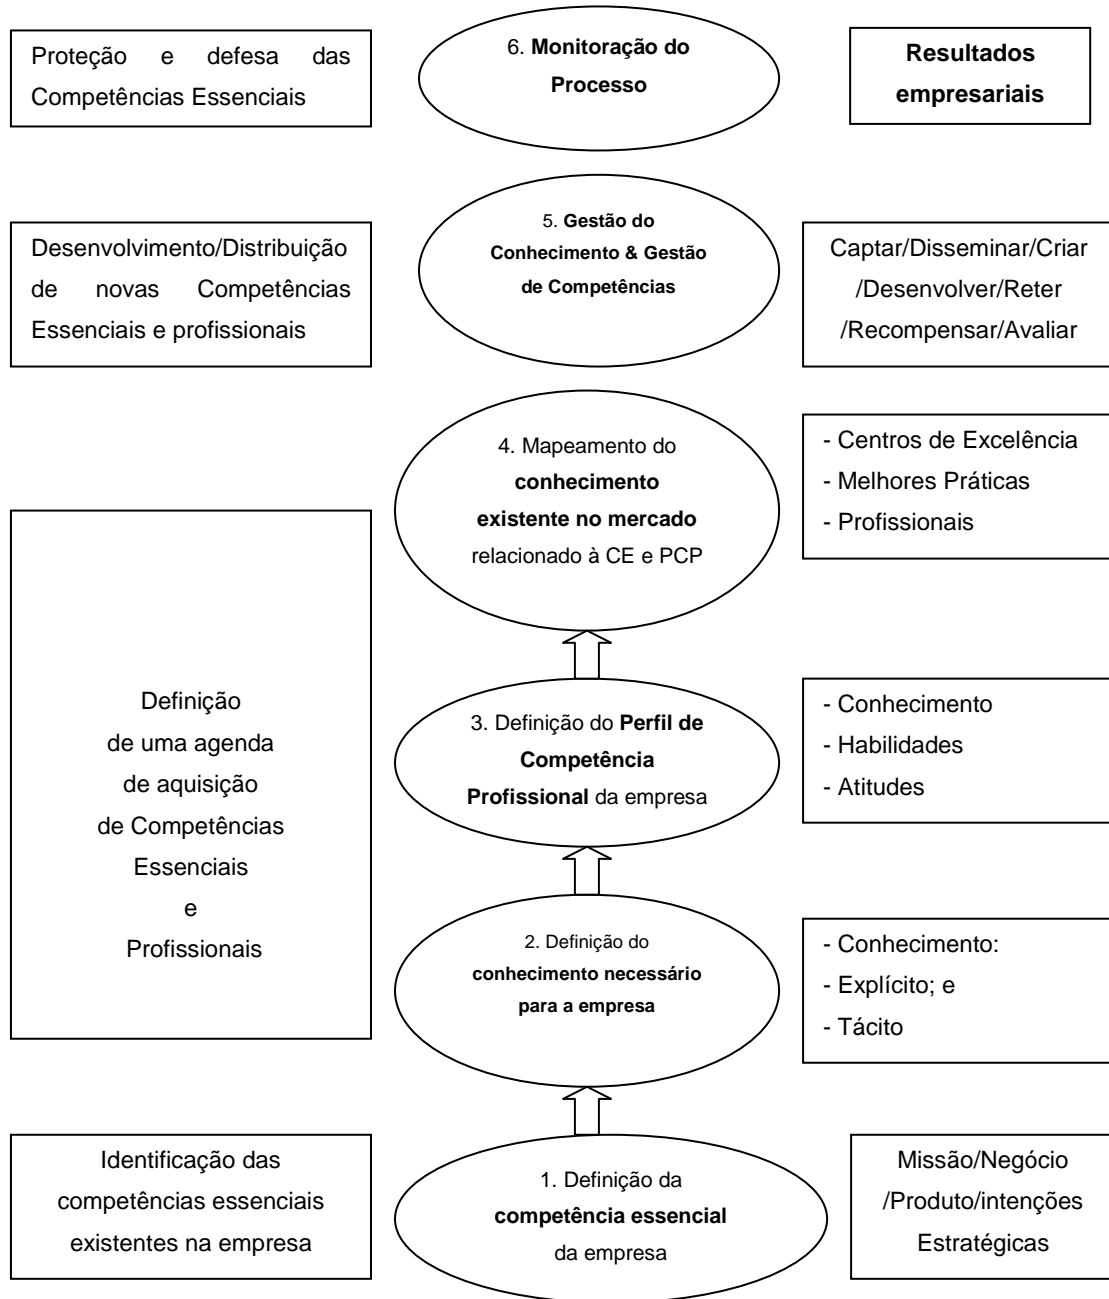 Proteção e defesa das
Competências Essenciais
6. Monitoração do
Processo
Resultados
empresariais
Desenvolvimento/Distribuição
de novas Competências
Essenciais e profissionais
5. Gestão do
Conhecimento & Gestão
de Competências
Captar/Disseminar/Criar
/Desenvolver/Reter
/Recompensar/Avaliar
4. Mapeamento do
conhecimento
existente no mercado
relacionado à CE e PCP
- Centros de Excelência
- Melhores Práticas
- Profissionais
Definição
de uma agenda
de aquisição
de Competências
Essenciais
e
Profissionais
3. Definição do Perfil de
Competência
Profissional da empresa
- Conhecimento
- Habilidades
- Atitudes
2. Definição do
conhecimento necessário
para a empresa
- Conhecimento:
- Explícito; e
- Tácito
Identificação das
competências essenciais
existentes na empresa
1. Definição da
competência essencial
da empresa
Missão/Negócio
/Produto/intenções
Estratégicas